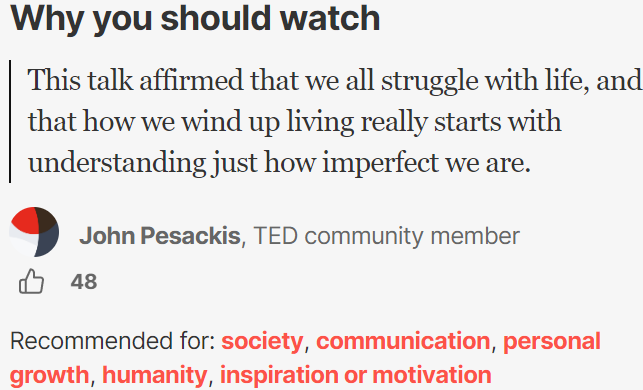 Why you should watch
This talk affirmed that we all struggle with life, and
that how we wind up living really starts with
understanding just how imperfect we are.
John Pesackis, TED community member
48
Recommended for: society, communication, personal
growth, humanity, inspiration or motivation